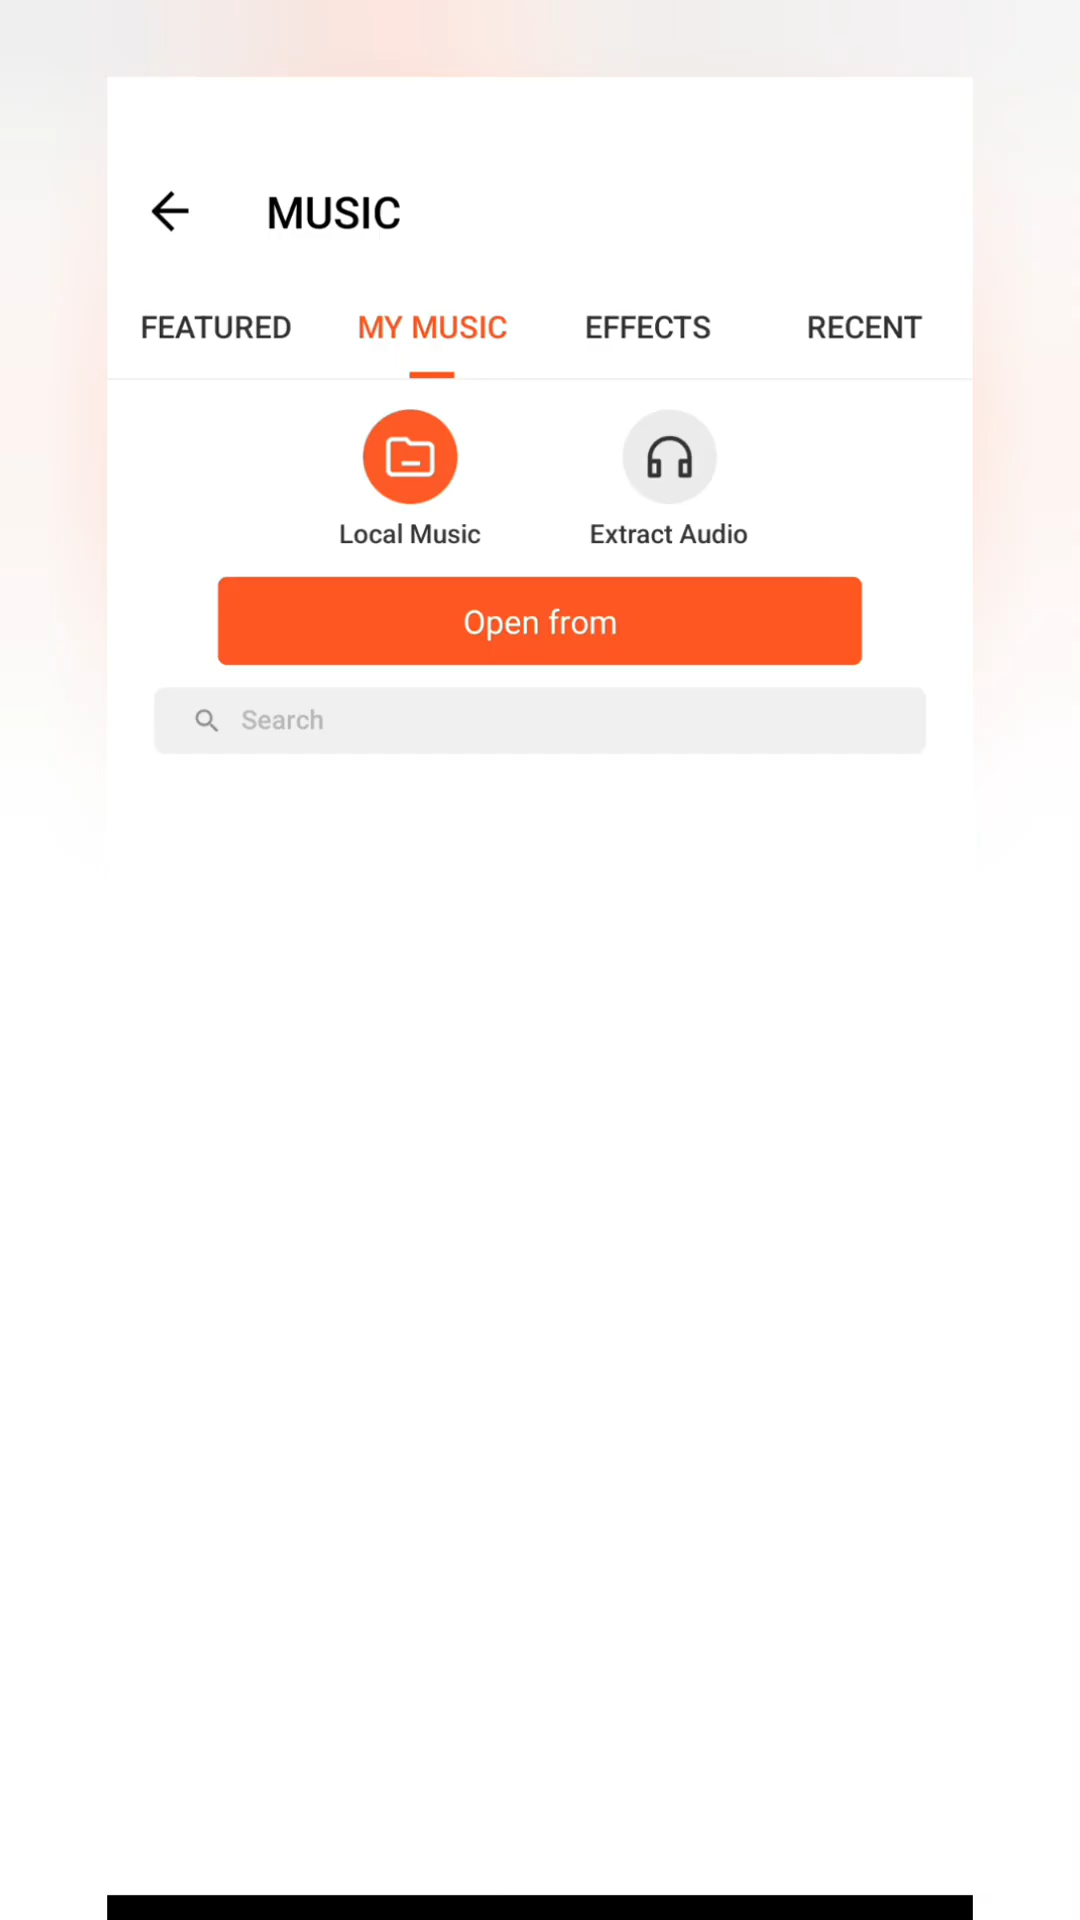 MUSIC
FEATURED MY MUSIC EFFECTS RECENT
Local Music Extract Audio
Open from
Search